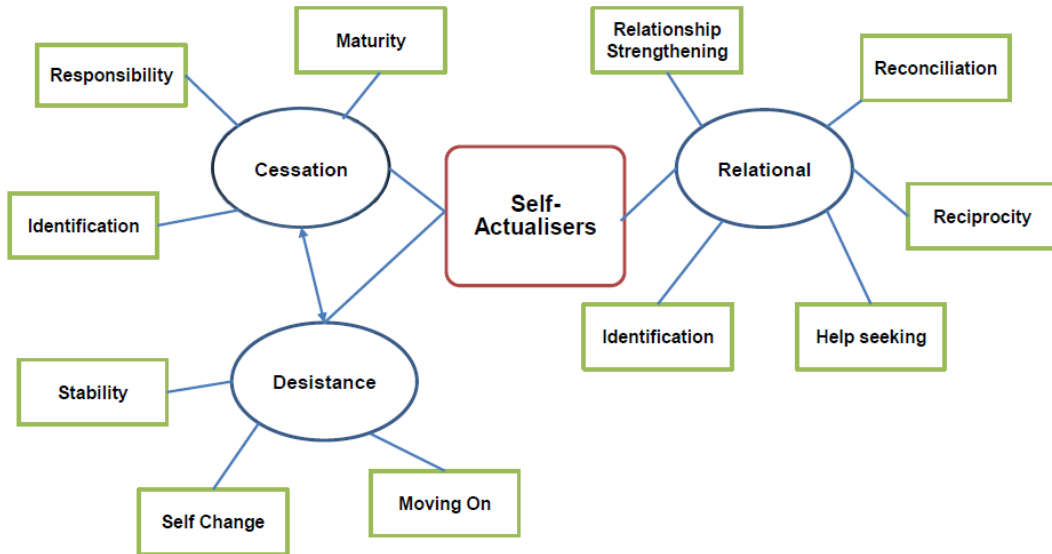 Maturity
Responsibility
Cessation
Identification
Self-
Actualisers
Relationship
Strengthening
Reconciliation
Relational
Reciprocity
Identification
Help seeking
Desistance
Stability
Self Change
Moving On